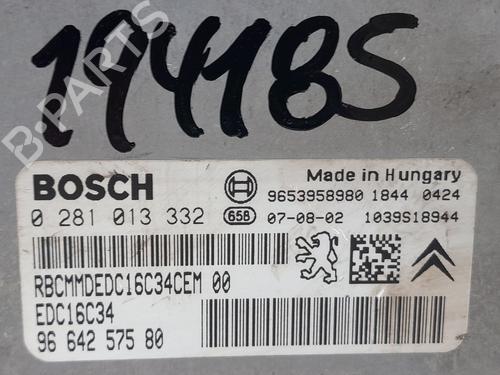 19418S
B-PARTS
Made in Hungary
BOSCH
9653958980 1844 0424
0 281 013 332 658 07-08-02 1039S18944
RBCMMDEDC16C34CEM 00
EDC16C34
96 642 575 80